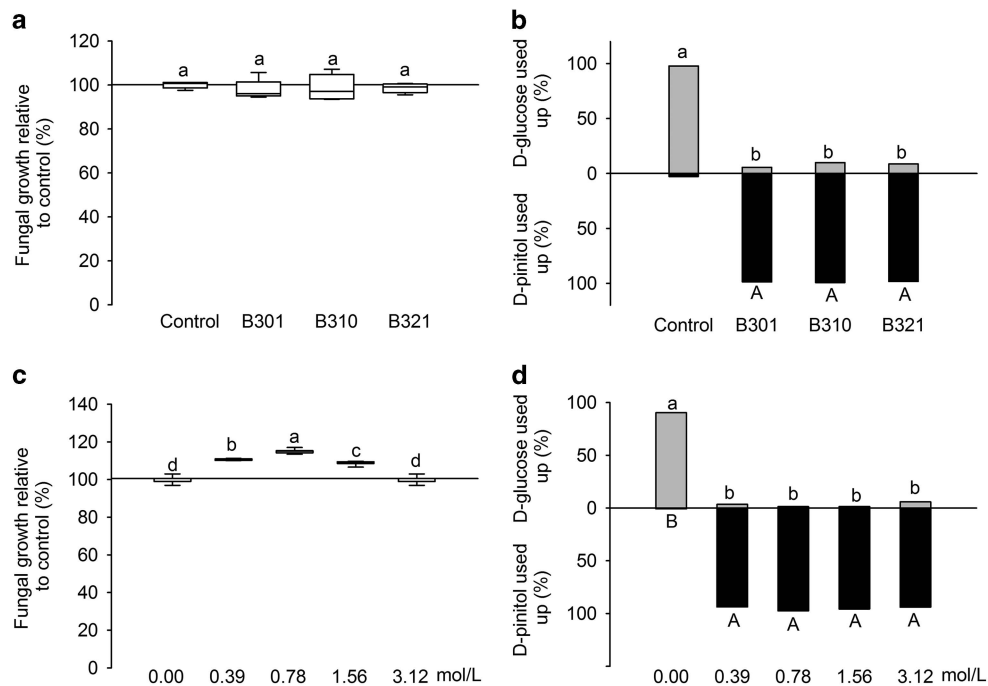 a
Fungal growth relative
to control (%)
120
100
80
60
40
20
0
a
a
a
a
Control
B301
B310
B321
b
D-glucose used
up (%)
D-pinitol used
up (%)
100
50
0
50
100
a
b
b
b
A
A
A
Control
B301
B310
B321
c
Fungal growth relative
to control (%)
140
120
100
80
60
40
20
0
d
b
a
c
d
0.00
0.39
0.78
1.56
3.12
mol/L
d
D-glucose used
up (%)
D-pinitol used
up (%)
100
50
0
50
100
a
b
b
b
b
B
A
A
A
A
0.00
0.39
0.78
1.56
3.12
mol/L